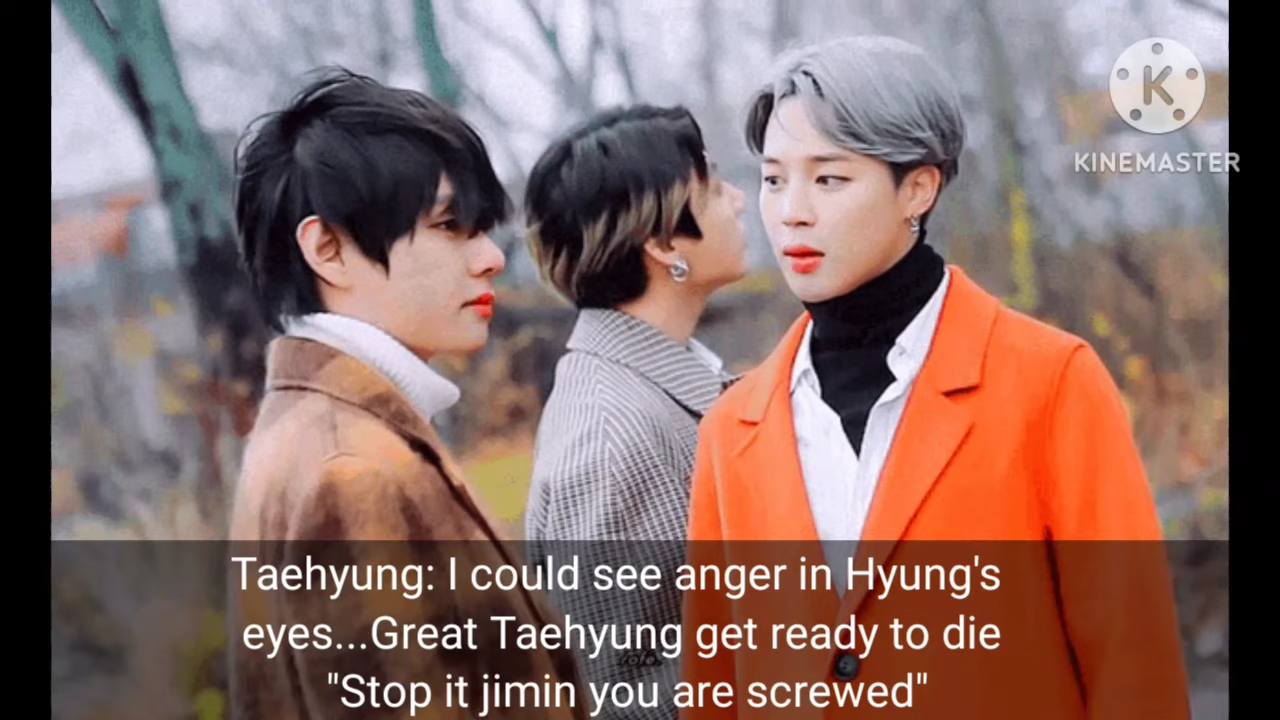 K
KINEMASTER
Taehyung: I could see anger in Hyung's
eyes...Great Taehyung get ready to die
"Stop it jimin you are screwed"